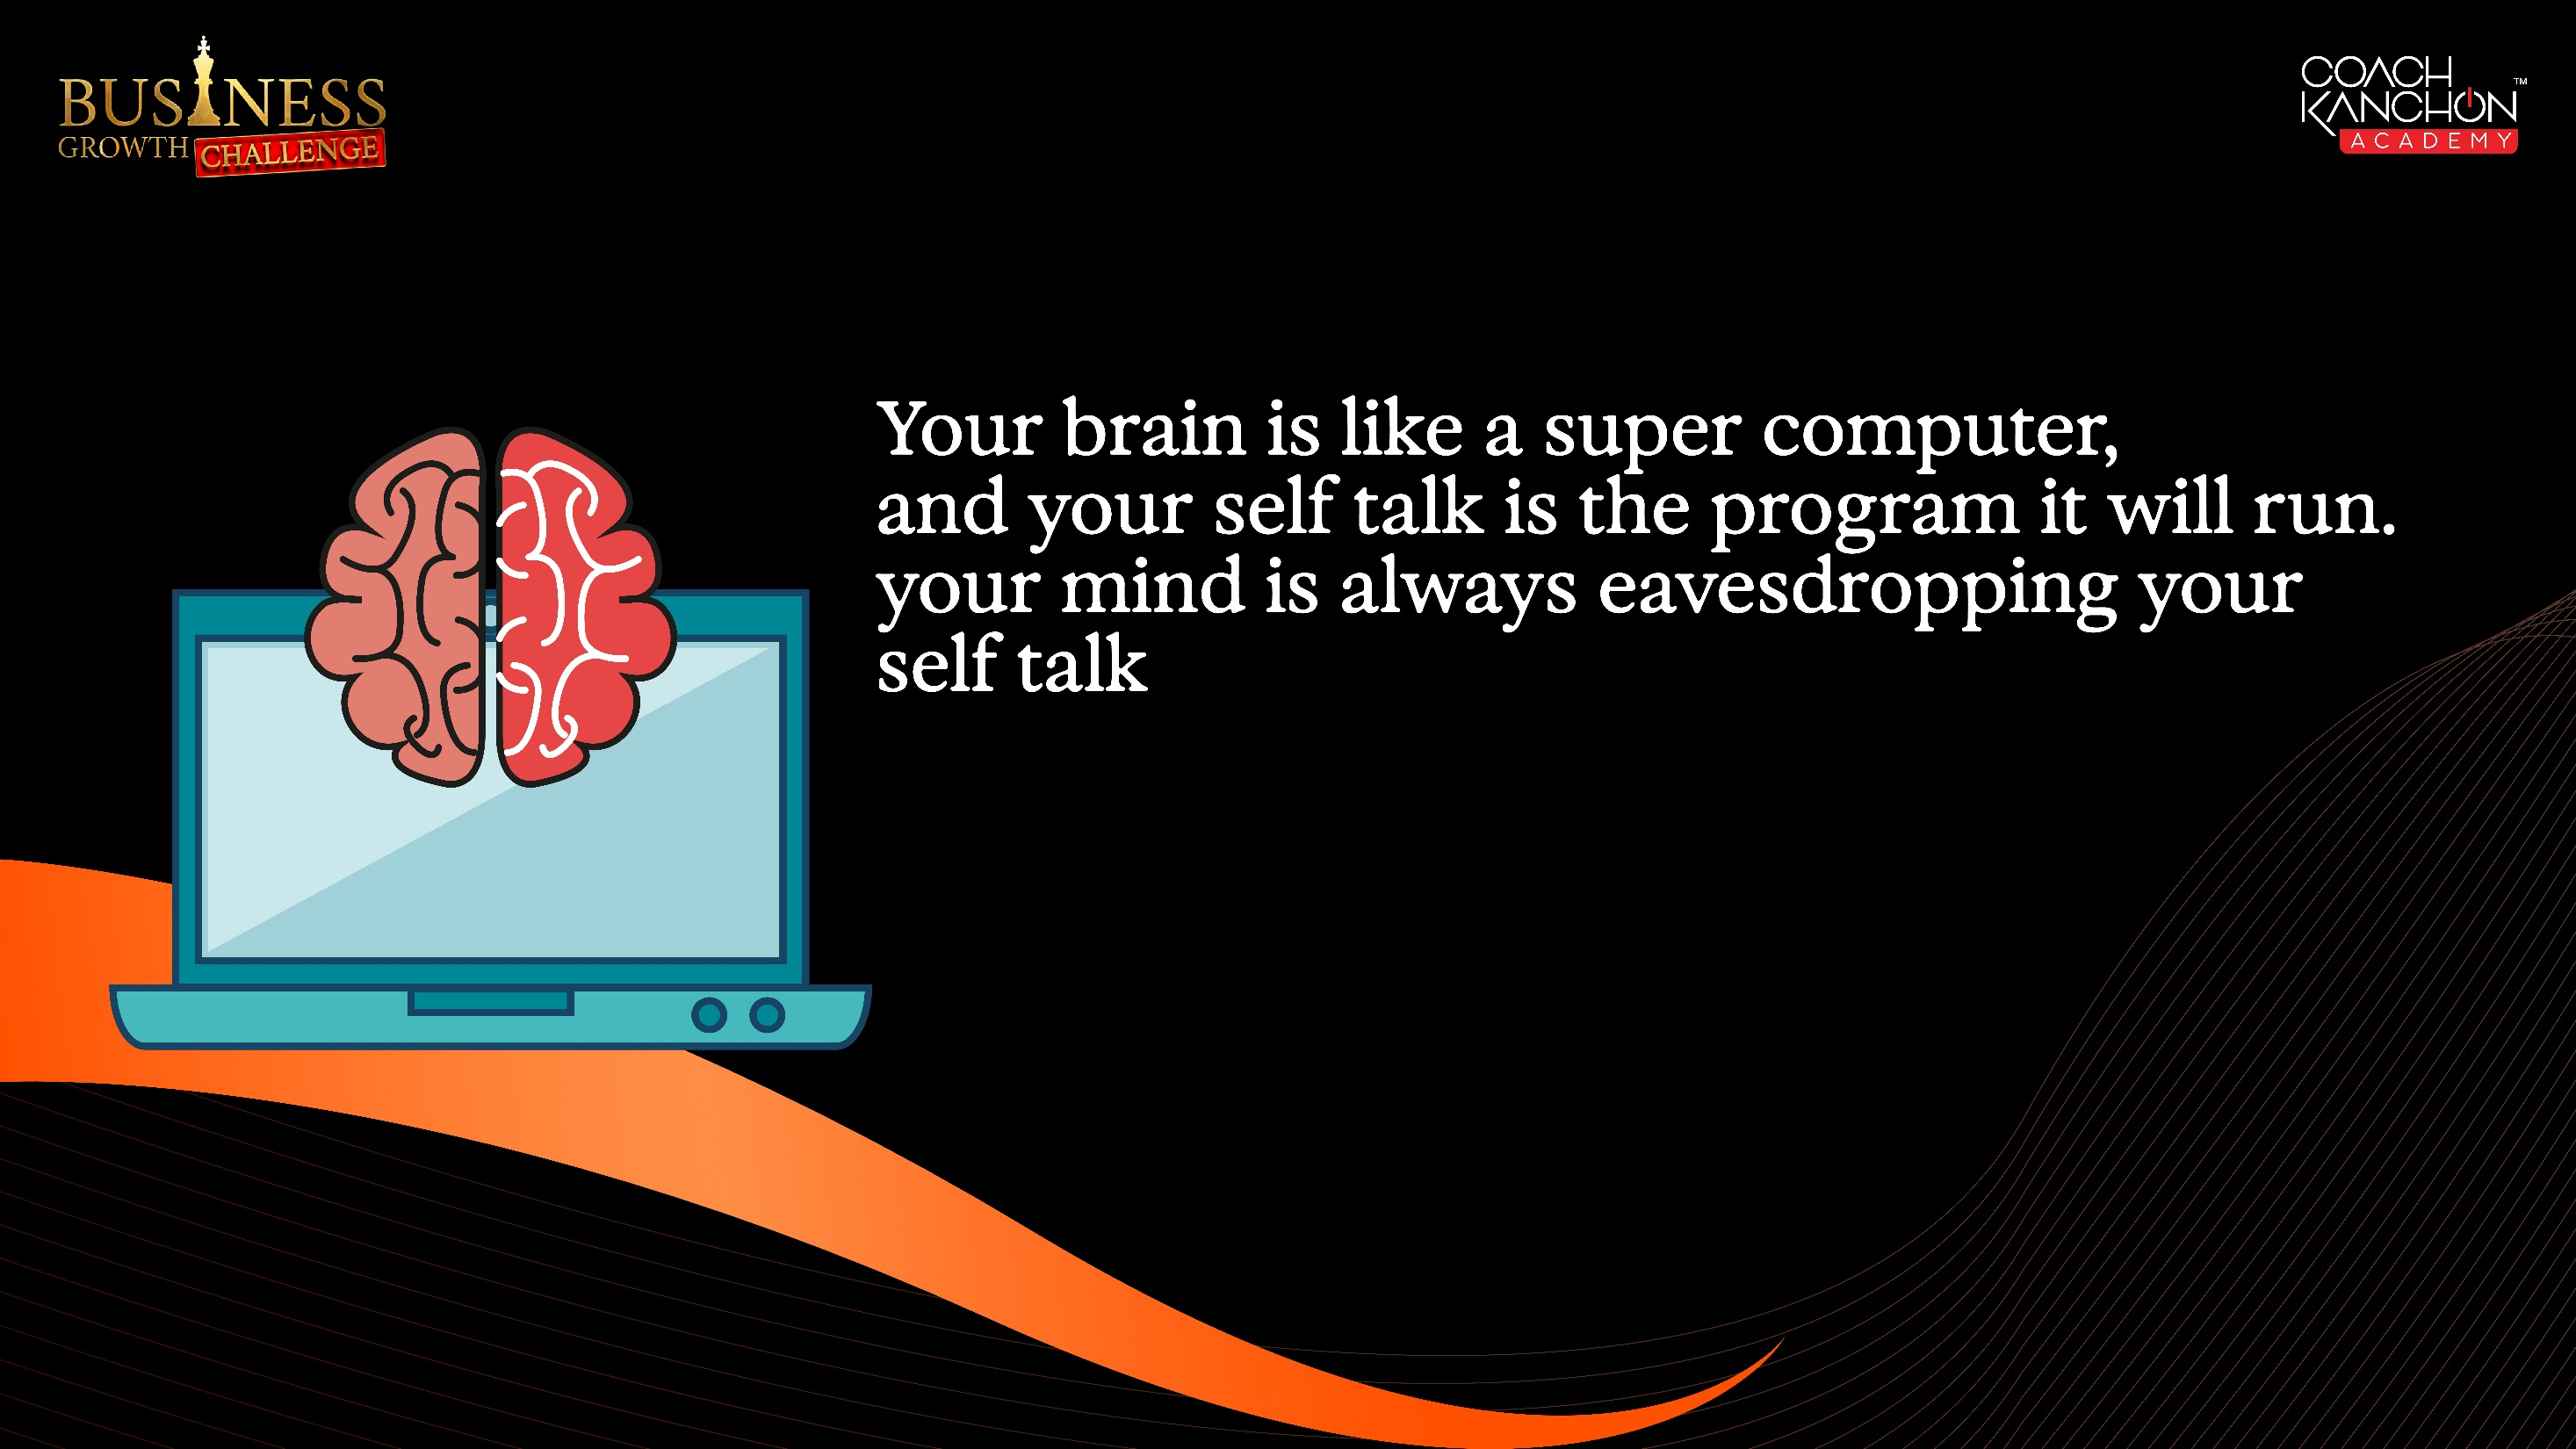 BUSINESS
GROWTH CHALLENGE
COACH
KANCHON
ACADEMY
TM
Your brain is like a super computer,
and your self talk is the program it will run.
your mind is always eavesdropping your
self talk